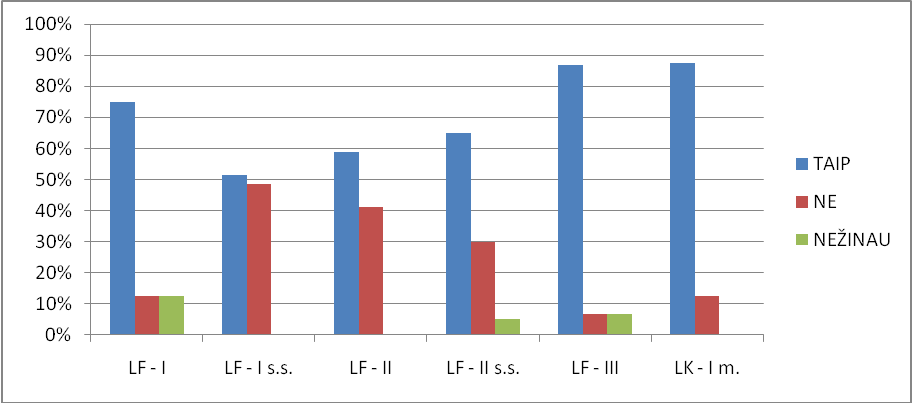 100%
90%
80%
70%
60%
50%
40%
30%
20%
10%
0%
LF - I
LF - I s.s.
LF - II
LF - II s.s.
LF - III
LK - I m.
TAIP
NE
NEŽINAU